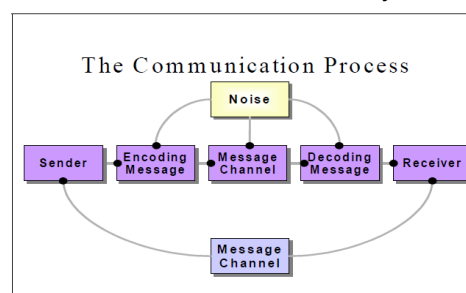 The Communication Process
Noise
Sender
Encoding
Message
Message
Channel
Decoding
Message
Receiver
Message
Channel